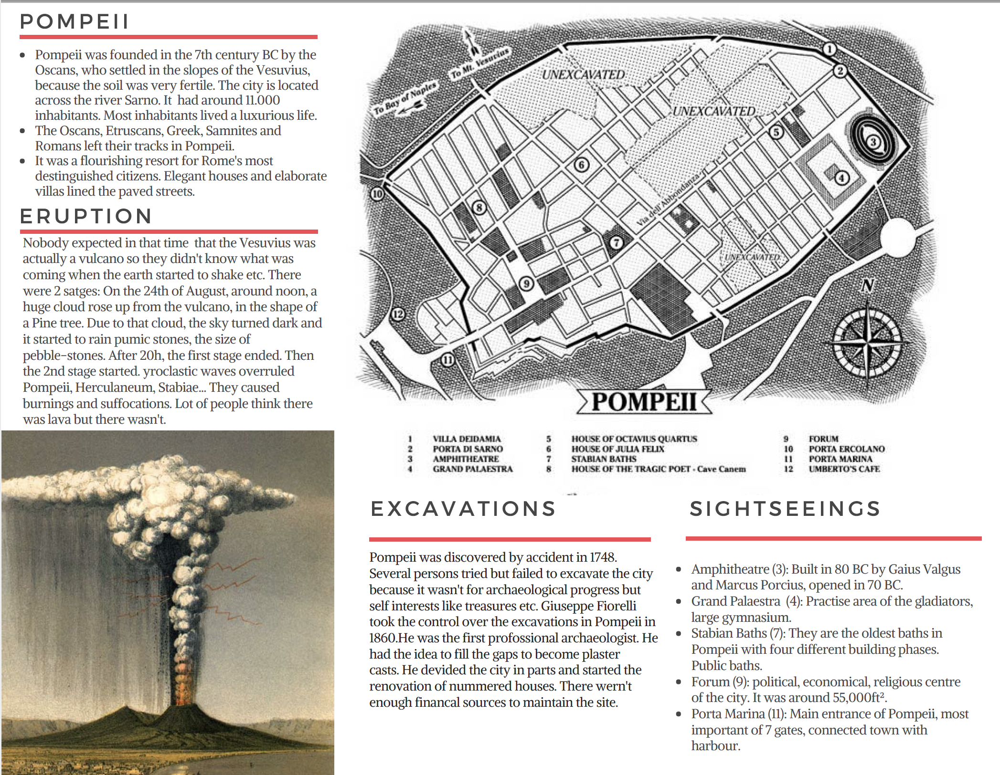 POMPEII
Pompeii was founded in the 7th century BC by the
Oscans, who settled in the slopes of the Vesuvius,
because the soil was very fertile. The city is located
across the river Sarno. It had around 11.000
inhabitants. Most inhabitants lived a luxurious life.
The Oscans, Etruscans, Greek, Samnites and
Romans left their tracks in Pompeii.
It was a flourishing resort for Rome's most
destinguished citizens. Elegant houses and elaborate
villas lined the paved streets.
ERUPTION
Nobody expected in that time that the Vesuvius was
actually a vulcano so they didn't know what was
coming when the earth started to shake etc. There
were 2 satges: On the 24th of August, around noon, a
huge cloud rose up from the vulcano, in the shape of
a Pine tree. Due to that cloud, the sky turned dark and
it started to rain pumic stones, the size of
pebble-stones. After 20h, the first stage ended. Then
the 2nd stage started. yroclastic waves overruled
Pompeii, Herculaneum, Stabiae... They caused
burnings and suffocations. Lot of people think there
was lava but there wasn't.
To Mt. Vesuvius
To Bay of Naples
UNEXCAVATED
UNEXCAVATED
Via dell'Abbondanza
UNEXCAVATED
1
2
3
4
5
6
7
8
9
10
11
12
N
POMPEII
1 VILLA DEIDAMIA
2 PORTA DI SARNO
3 AMPHITHEATRE
4 GRAND PALAESTRA
5 HOUSE OF OCTAVIUS QUARTUS
6 HOUSE OF JULIA FELIX
7 STABIAN BATHS
8 HOUSE OF THE TRAGIC POET - Cave Canem
9 FORUM
10 PORTA ERCOLANO
11 PORTA MARINA
12 UMBERTO'S CAFE
EXCAVATIONS
Pompeii was discovered by accident in 1748.
Several persons tried but failed to excavate the city
because it wasn't for archaeological progress but
self interests like treasures etc. Giuseppe Fiorelli
took the control over the excavations in Pompeii in
1860.He was the first profossional archaeologist. He
had the idea to fill the gaps to become plaster
casts. He devided the city in parts and started the
renovation of nummered houses. There wern't
enough financal sources to maintain the site.
SIGHTSEEINGS
Amphitheatre (3): Built in 80 BC by Gaius Valgus
and Marcus Porcius, opened in 70 BC.
Grand Palaestra (4): Practise area of the gladiators,
large gymnasium.
Stabian Baths (7): They are the oldest baths in
Pompeii with four different building phases.
Public baths.
Forum (9): political, economical, religious centre
of the city. It was around 55,000ft².
Porta Marina (11): Main entrance of Pompeii, most
important of 7 gates, connected town with
harbour.